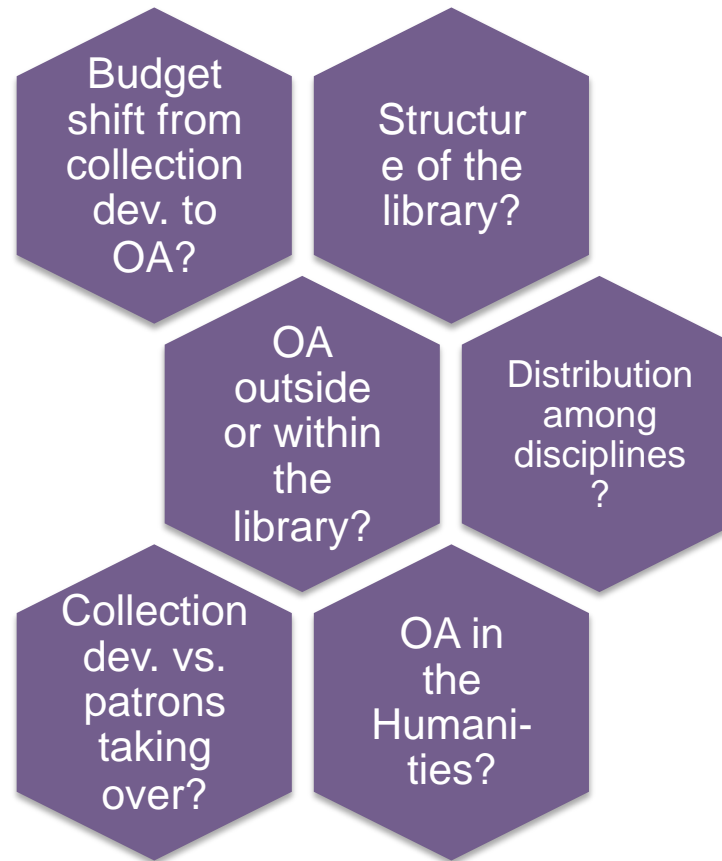 Budget
shift from
collection
dev. to
OA?
Structur
e of the
library?
OA
outside
or within
the
library?
Distribution
among
disciplines
?
Collection
dev. vs.
patrons
taking
over?
OA in
the
Humani-
ties?